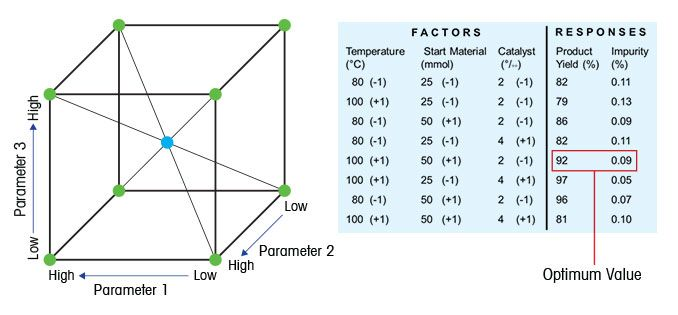 High
Parameter 3
Low
High
Low
Parameter 1
Low
Parameter 2
High
FACTORS RESPONSES
Temperature Start Material Catalyst Product Impurity
(°C) (mmol) Yield (%) (%)
80 (-1) 25 (-1) 2 (-1) 82 0.11
100 (+1) 25 (-1) 2 (-1) 79 0.13
80 (-1) 50 (+1) 2 (-1) 86 0.09
80 (-1) 25 (-1) 4 (+1) 82 0.11
100 (+1) 50 (+1) 2 (-1) 92 0.09
100 (+1) 25 (-1) 4 (+1) 97 0.05
80 (-1) 50 (+1) 2 (-1) 96 0.07
100 (+1) 50 (+1) 4 (+1) 81 0.10
Optimum Value